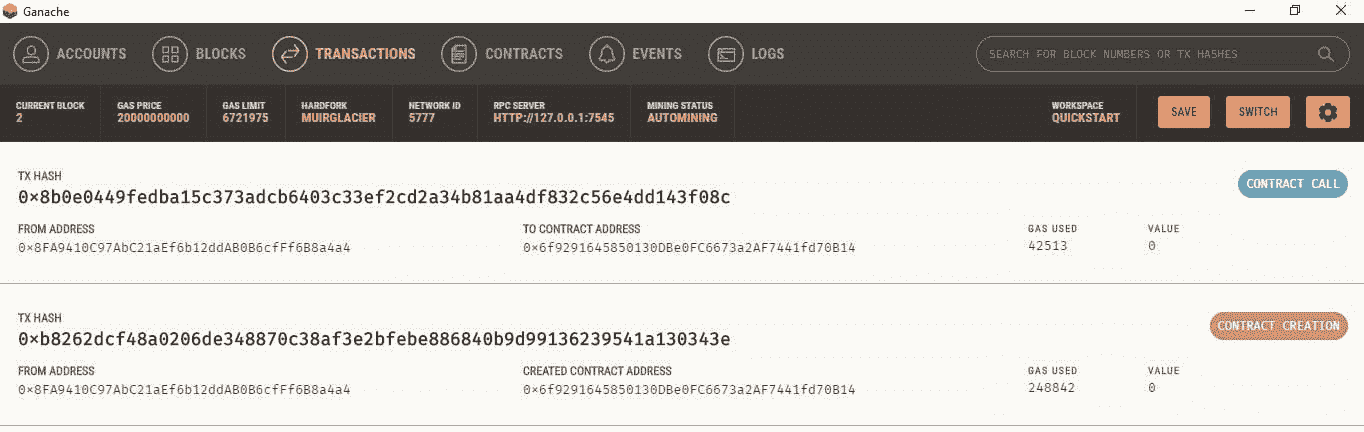 Ganache
ACCOUNTS BLOCKS TRANSACTIONS CONTRACTS EVENTS LOGS SEARCH FOR BLOCK NUMBERS OR TX HASHES
CURRENT BLOCK GAS PRICE GAS LIMIT HARDFORK NETWORK ID RPC SERVER MINING STATUS WORKSPACE
2 20000000000 6721975 MUIRGLACIER 5777 HTTP://127.0.0.1:7545 AUTOMINING QUICKSTART SAVE SWITCH
TX HASH
0×8b0e0449fedba15c373adcb6403c33ef2cd2a34b81aa4df832c56e4dd143f08c CONTRACT CALL
FROM ADDRESS TO CONTRACT ADDRESS GAS USED VALUE
0×8FA9410C97AbC21aEf6b12ddAB0B6cfFf6B8a4a4 0×6f9291645850130DBe0FC6673a2AF7441fd70B14 42513 0
TX HASH
0×b8262dcf48a0206de348870c38af3e2bfebe886840b9d99136239541a130343e CONTRACT CREATION
FROM ADDRESS CREATED CONTRACT ADDRESS GAS USED VALUE
0×8FA9410C97AbC21aEf6b12ddAB0B6cfFf6B8a4a4 0×6f9291645850130DBe0FC6673a2AF7441fd70B14 248842 0